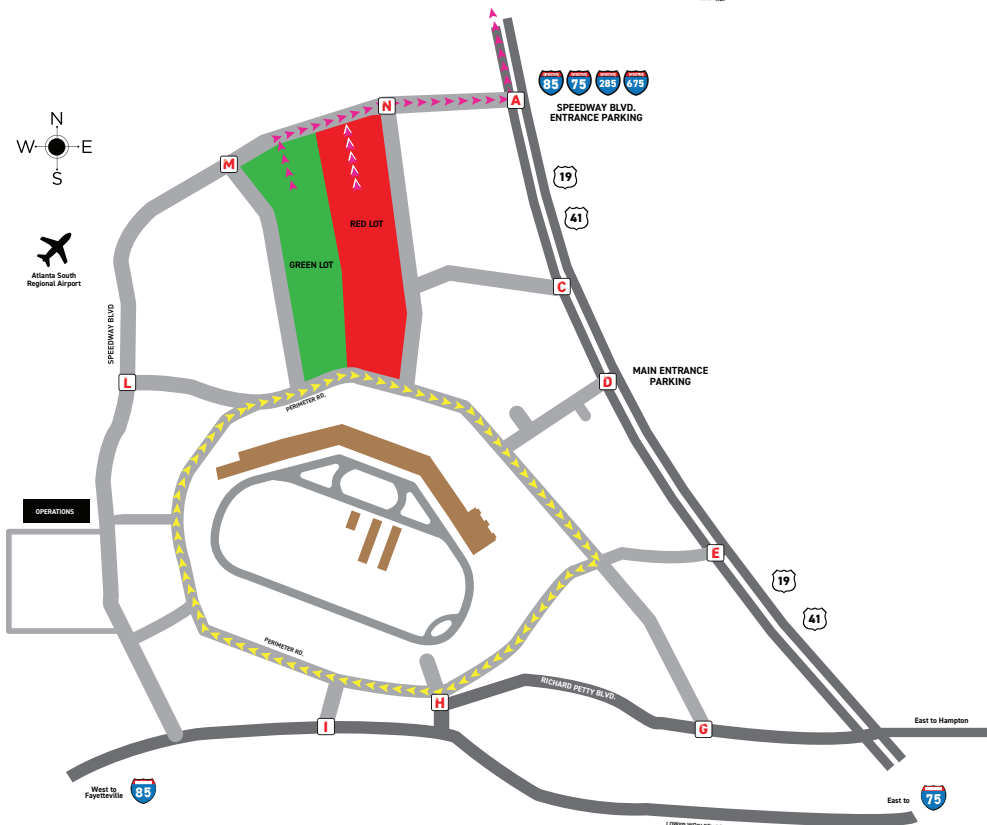 N
W
E
S
A
N
M
85
75
285
675
SPEEDWAY BLVD.
ENTRANCE PARKING
19
41
RED LOT
GREEN LOT
Atlanta South
Regional Airport
SPEEDWAY BLVD
C
L
D
MAIN ENTRANCE
PARKING
PERIMETER RD.
OPERATIONS
E
19
41
PERIMETER RD.
H
RICHARD PETTY BLVD.
I
G
East to Hampton
West to
Fayetteville
85
East to
75